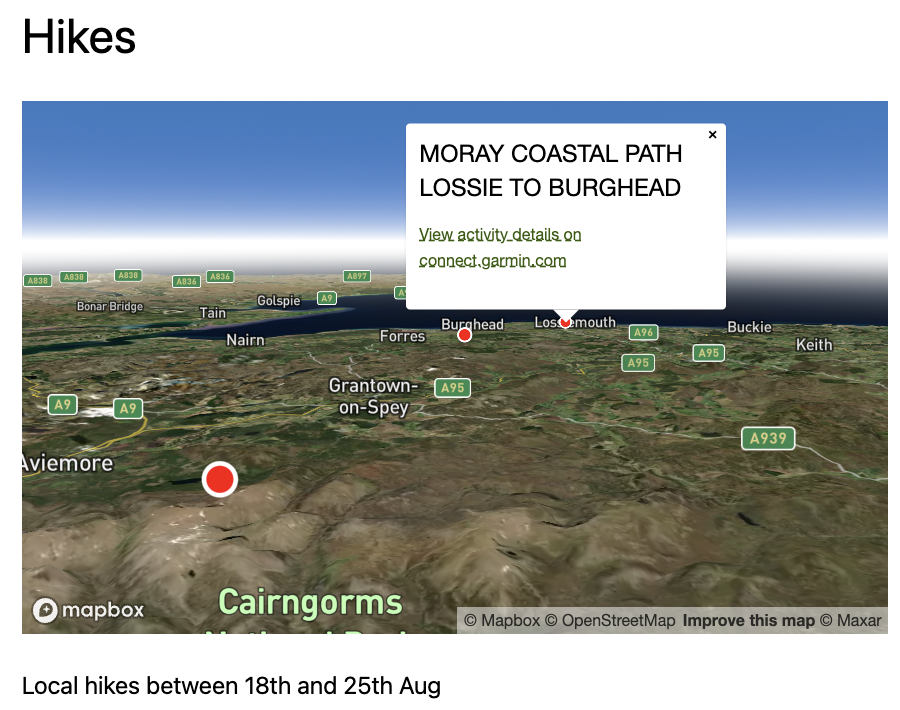 Hikes
×
MORAY COASTAL PATH
LOSSIE TO BURGHEAD
View activity details on
connect.garmin.com
A838
A838
A838
A836
A836
A897
A9
Bonar Bridge
Tain
Golspie
Nairn
Forres
Burghead
A96
Buckie
Keith
A95
A95
Grantown-
on-Spey
A95
A9
A9
A939
Aviemore
Cairngorms
mapbox
© Mapbox © OpenStreetMap Improve this map © Maxar
Local hikes between 18th and 25th Aug